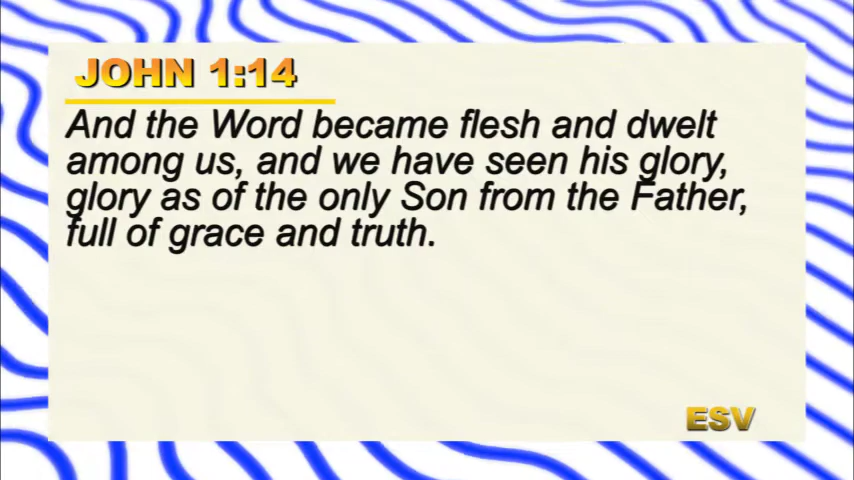 JOHN 1:14
And the Word became flesh and dwelt
among us, and we have seen his glory,
glory as of the only Son from the Father,
full of grace and truth.
ESV